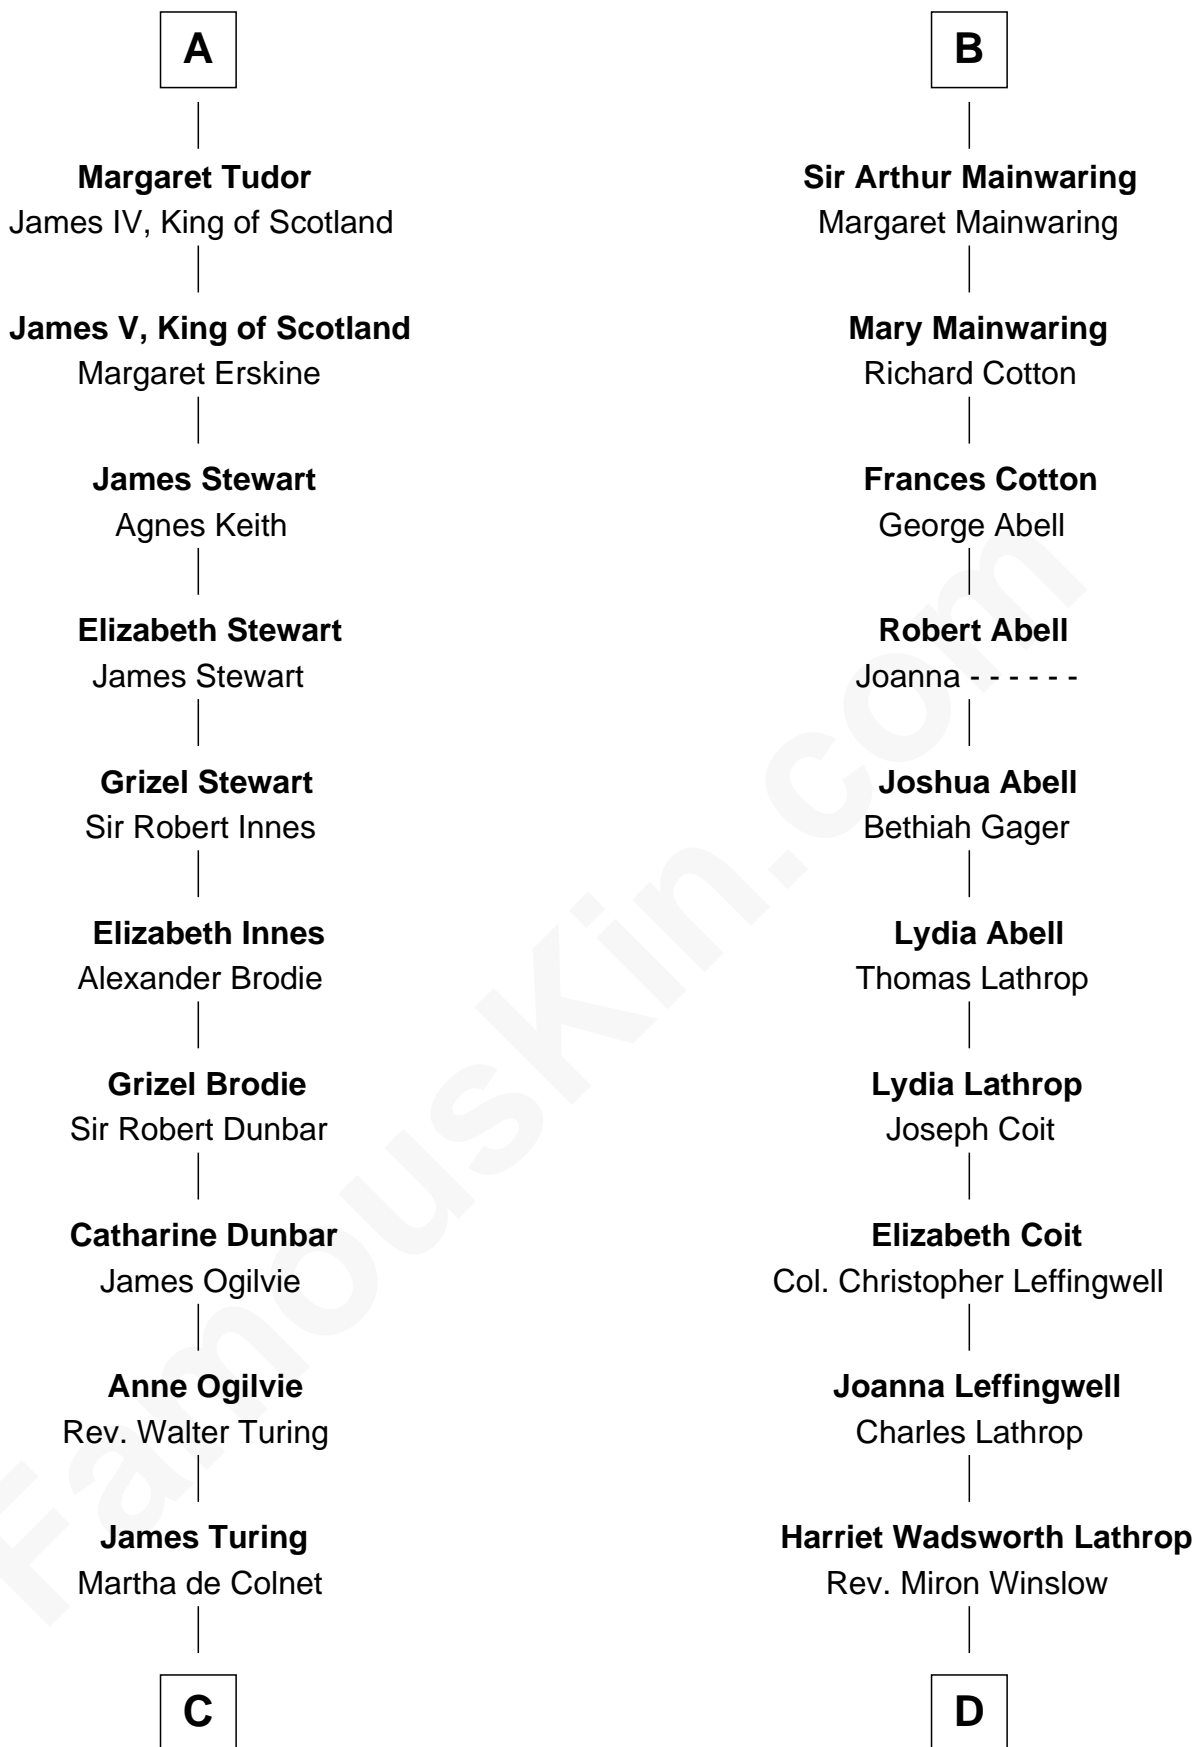 A
Margaret Tudor
James IV, King of Scotland
James V, King of Scotland
Margaret Erskine
James Stewart
Agnes Keith
Elizabeth Stewart
James Stewart
Grizel Stewart
Sir Robert Innes
Elizabeth Innes
Alexander Brodie
Grizel Brodie
Sir Robert Dunbar
Catharine Dunbar
James Ogilvie
Anne Ogilvie
Rev. Walter Turing
James Turing
Martha de Colnet
C
B
Sir Arthur Mainwaring
Margaret Mainwaring
Mary Mainwaring
Richard Cotton
Frances Cotton
George Abell
Robert Abell
Joanna - - - - - -
Joshua Abell
Bethiah Gager
Lydia Abell
Thomas Lathrop
Lydia Lathrop
Joseph Coit
Elizabeth Coit
Col. Christopher Leffingwell
Joanna Leffingwell
Charles Lathrop
Harriet Wadsworth Lathrop
Rev. Miron Winslow
D
FamousKin.com